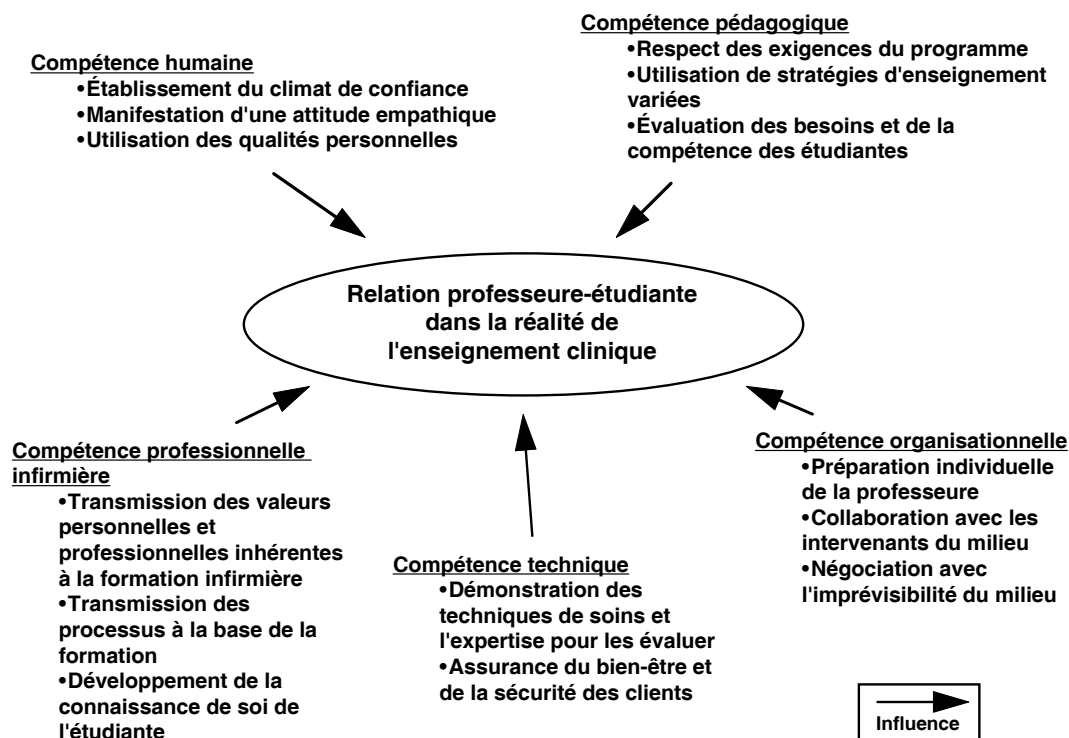 Compétence humaine
•Établissement du climat de confiance
•Manifestation d'une attitude empathique
•Utilisation des qualités personnelles
Compétence pédagogique
•Respect des exigences du programme
•Utilisation de stratégies d'enseignement
variées
•Évaluation des besoins et de la
compétence des étudiantes
Relation professeure-étudiante
dans la réalité de
l'enseignement clinique
Compétence professionnelle
infirmière
•Transmission des valeurs
personnelles et
professionnelles inhérentes
à la formation infirmière
•Transmission des
processus à la base de la
formation
•Développement de la
connaissance de soi de
l'étudiante
Compétence technique
•Démonstration des
techniques de soins et
l'expertise pour les évaluer
•Assurance du bien-être et
de la sécurité des clients
Compétence organisationnelle
•Préparation individuelle
de la professeure
•Collaboration avec les
intervenants du milieu
•Négociation avec
l'imprévisibilité du milieu
Influence